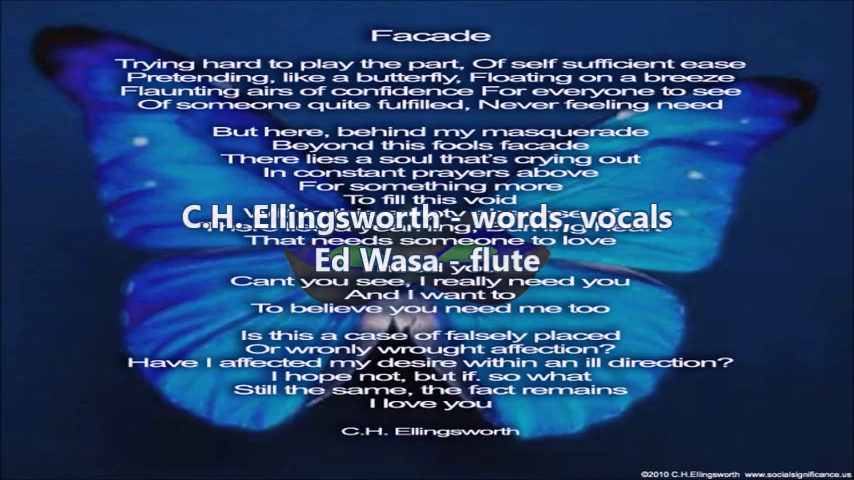 Facade
Trying hard to play the part, Of self sufficient ease
Pretending, like a butterfly, Floating on a breeze
Flaunting airs of confidence For everyone to see
Of someone quite fulfilled, Never feeling need
But here, behind my masquerade
Beyond this fools facade
There lies a soul that's crying out
In constant prayers above
For something more
To fill this void
C.H. Ellingsworth - words, vocals
That needs someone to love
Ed Wasa - flute
Cant you see, I really need you
And I want to
To believe you need me too
Is this a case of falsely placed
Or wronly wrought affection?
Have I affected my desire within an ill direction?
I hope not, but if. so what
Still the same, the fact remains
I love you
C.H. Ellingsworth
©2010 C.H.Ellingsworth www.socialsignificance.us